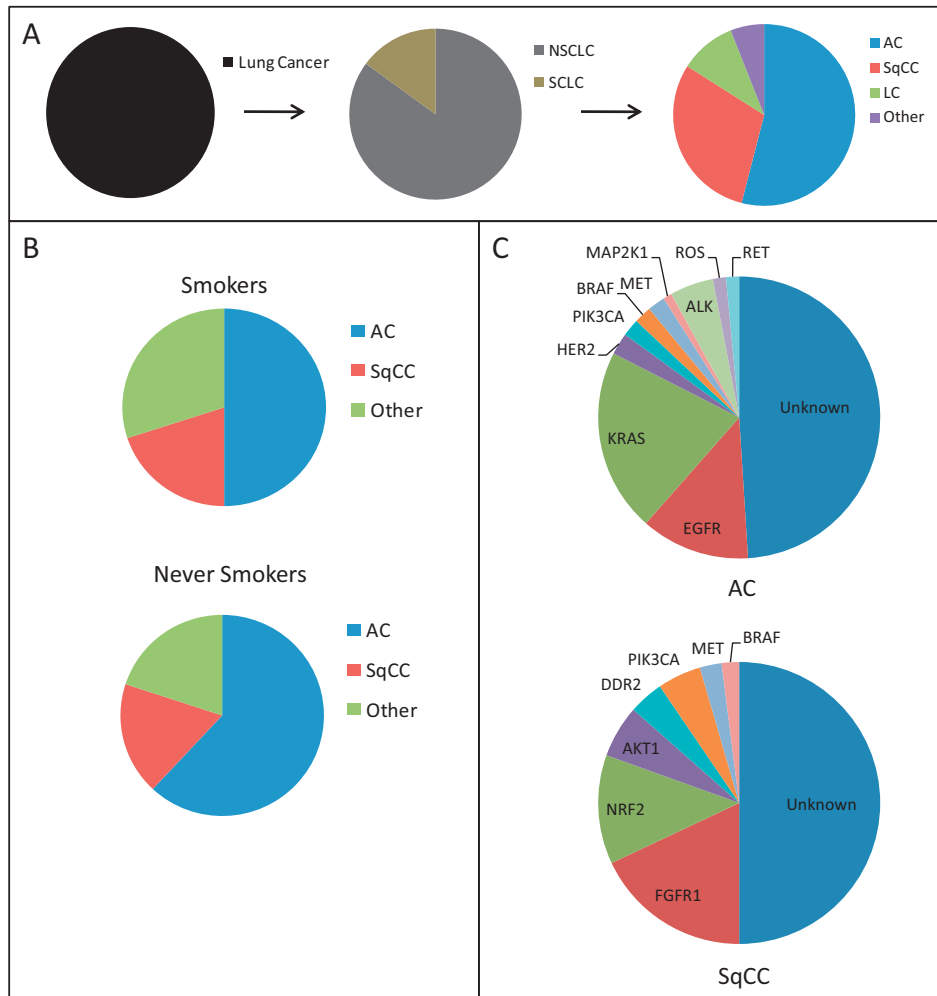 A
Lung Cancer
NSCLC
SCLC
AC
SqCC
LC
Other
B
Smokers
AC
SqCC
Other
Never Smokers
AC
SqCC
Other
C
MAP2K1
ROS
RET
BRAF
MET
ALK
PIK3CA
HER2
Unknown
KRAS
EGFR
AC
BRAF
MET
PIK3CA
DDR2
AKT1
NRF2
Unknown
FGFR1
SqCC